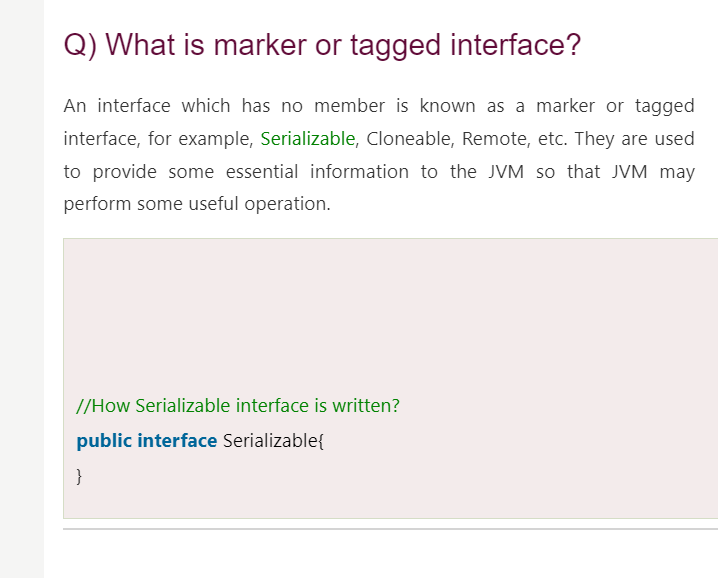 Q) What is marker or tagged interface?
An interface which has no member is known as a marker or tagged
interface, for example, Serializable, Cloneable, Remote, etc. They are used
to provide some essential information to the JVM so that JVM may
perform some useful operation.
//How Serializable interface is written?
public interface Serializable{
}